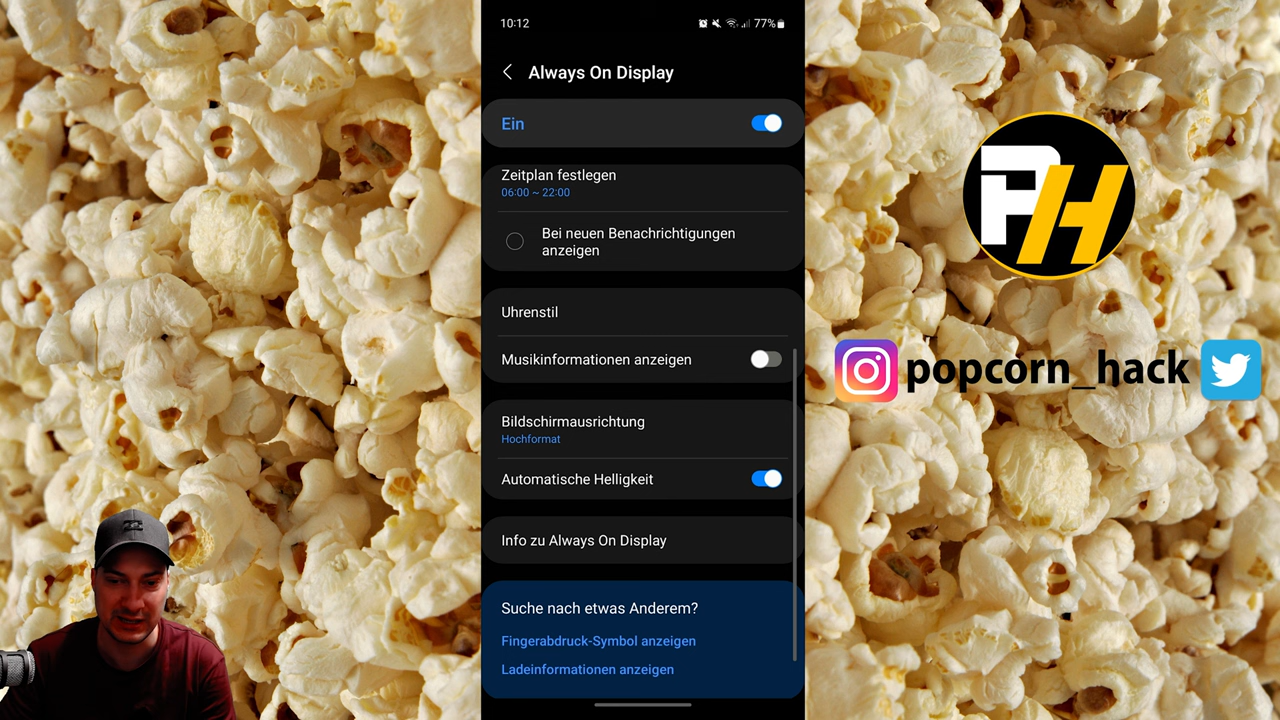 10:12
77%
Always On Display
Ein
Zeitplan festlegen
06:00 ~ 22:00
Bei neuen Benachrichtigungen
anzeigen
Uhrenstil
Musikinformationen anzeigen
Bildschirmausrichtung
Hochformat
Automatische Helligkeit
Info zu Always On Display
Suche nach etwas Anderem?
Fingerabdruck-Symbol anzeigen
Ladeinformationen anzeigen
PH
popcorn_hack